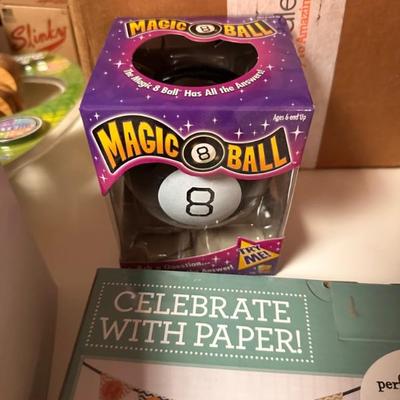 Slinky
MAGIC 8 BALL
The Magic 8 Ball Has All the Answers!
Ages 6 and Up
MAGIC 8 BALL
8
TRY
ME!
Answer!
CELEBRATE
WITH PAPER!